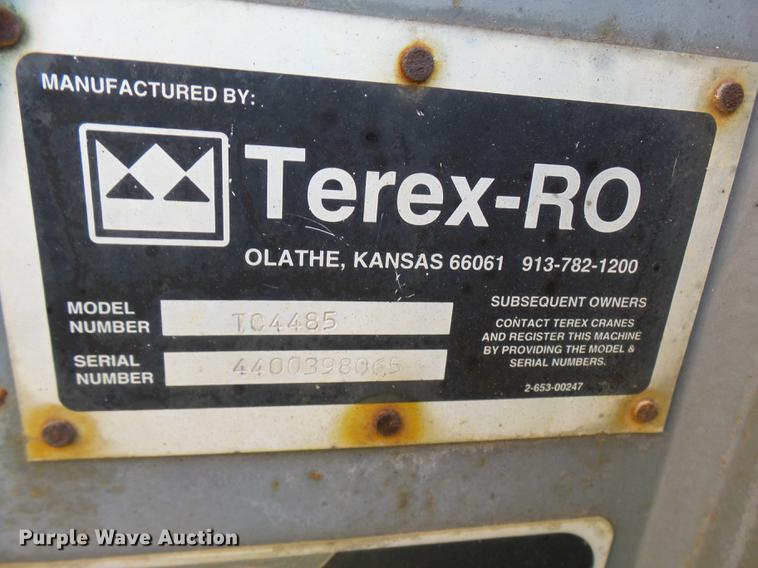 MANUFACTURED BY:
Terex-RO
OLATHE, KANSAS 66061 913-782-1200
MODEL
NUMBER TC4485
SERIAL
NUMBER 4400398065
SUBSEQUENT OWNERS
CONTACT TEREX CRANES
AND REGISTER THIS MACHINE
BY PROVIDING THE MODEL &
SERIAL NUMBERS.
2-653-00247
Purple Wave Auction